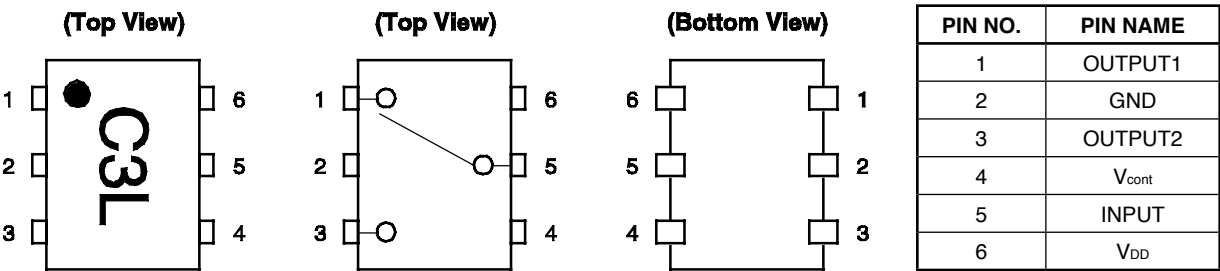 (Top View)
1
2
3
C3L
6
5
4
(Top View)
1
2
3
6
5
4
(Bottom View)
6
5
4
1
2
3
PIN NO. PIN NAME
1 OUTPUT1
2 GND
3 OUTPUT2
4 Vcont
5 INPUT
6 VDD